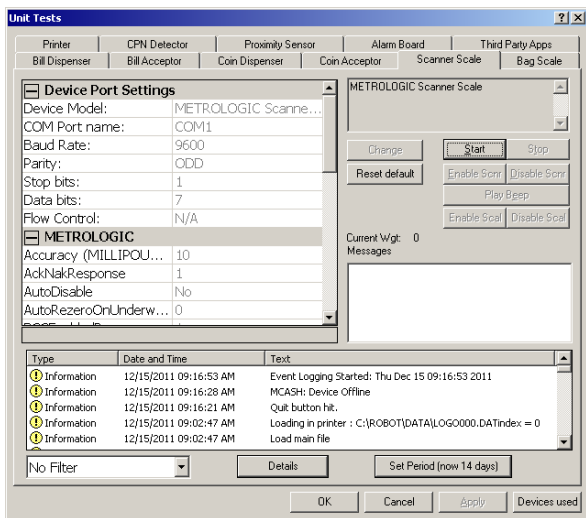 Unit Tests
Printer CPN Detector Proximity Sensor Alarm Board Third Party Apps
Bill Dispenser Bill Acceptor Coin Dispenser Coin Acceptor Scanner Scale Bag Scale
Device Port Settings
Device Model: METROLOGIC Scanne...
COM Port name: COM1
Baud Rate: 9600
Parity: ODD
Stop bits: 1
Data bits: 7
Flow Control: N/A
METROLOGIC
Accuracy (MILLIPOU... 10
AckNakResponse 1
AutoDisable No
AutoRezeroOnUnderw... 0
METROLOGIC Scanner Scale
Change Start Stop
Reset default Enable Scnr Disable Scnr
Play Beep
Enable Scal Disable Scal
Current Wgt: 0
Messages
Type Date and Time Text
Information 12/15/2011 09:16:53 AM Event Logging Started: Thu Dec 15 09:16:53 2011
Information 12/15/2011 09:16:28 AM MCASH: Device Offline
Information 12/15/2011 09:16:21 AM Quit button hit.
Information 12/15/2011 09:02:47 AM Loading in printer : C:\ROBOT\DATA\LOGO000.DATindex = 0
Information 12/15/2011 09:02:47 AM Load main file
No Filter Details Set Period (now 14 days)
OK Cancel Apply Devices used